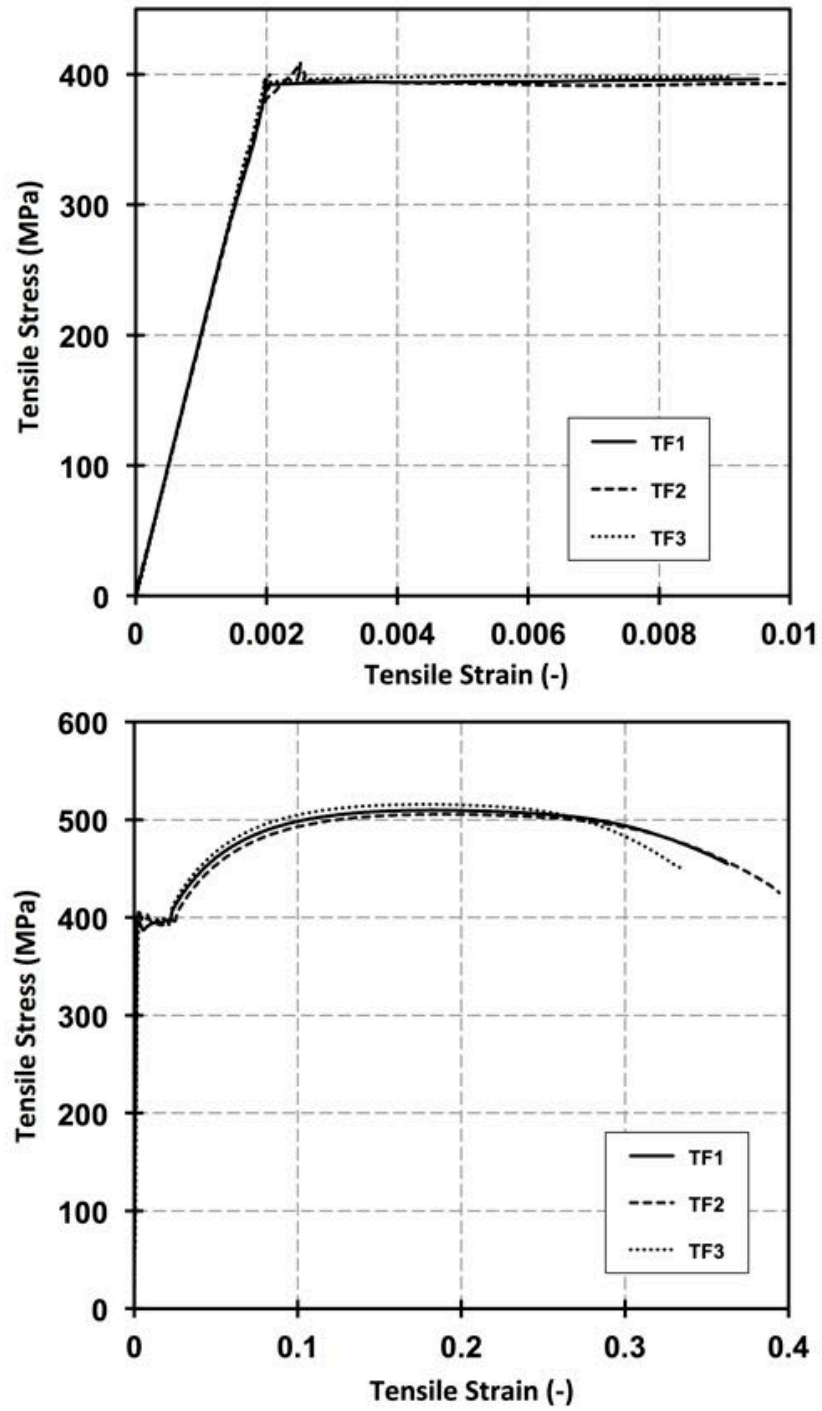 Tensile Stress (MPa)
400
300
200
100
0
TF1
TF2
TF3
0 0.002 0.004 0.006 0.008 0.01
Tensile Strain (-)
Tensile Stress (MPa)
600
500
400
300
200
100
0
TF1
TF2
TF3
0 0.1 0.2 0.3 0.4
Tensile Strain (-)